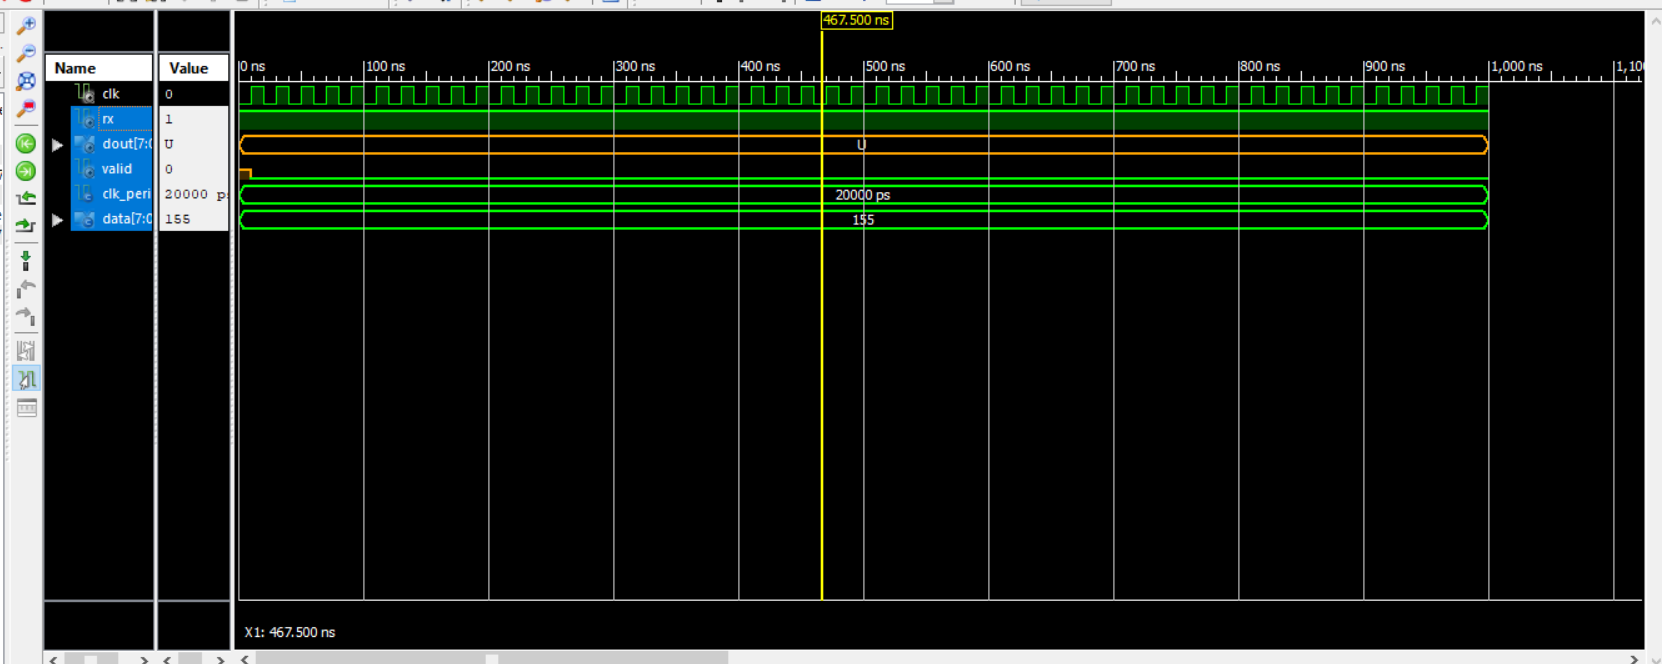 467.500 ns
Name Value
0 ns 100 ns 200 ns 300 ns 400 ns 500 ns 600 ns 700 ns 800 ns 900 ns 1,000 ns 1,100
clk 0
rx 1
dout[7:0 U U
valid 0
clk_peri 20000 ps 20000 ps
data[7:0 155 155
X1: 467.500 ns